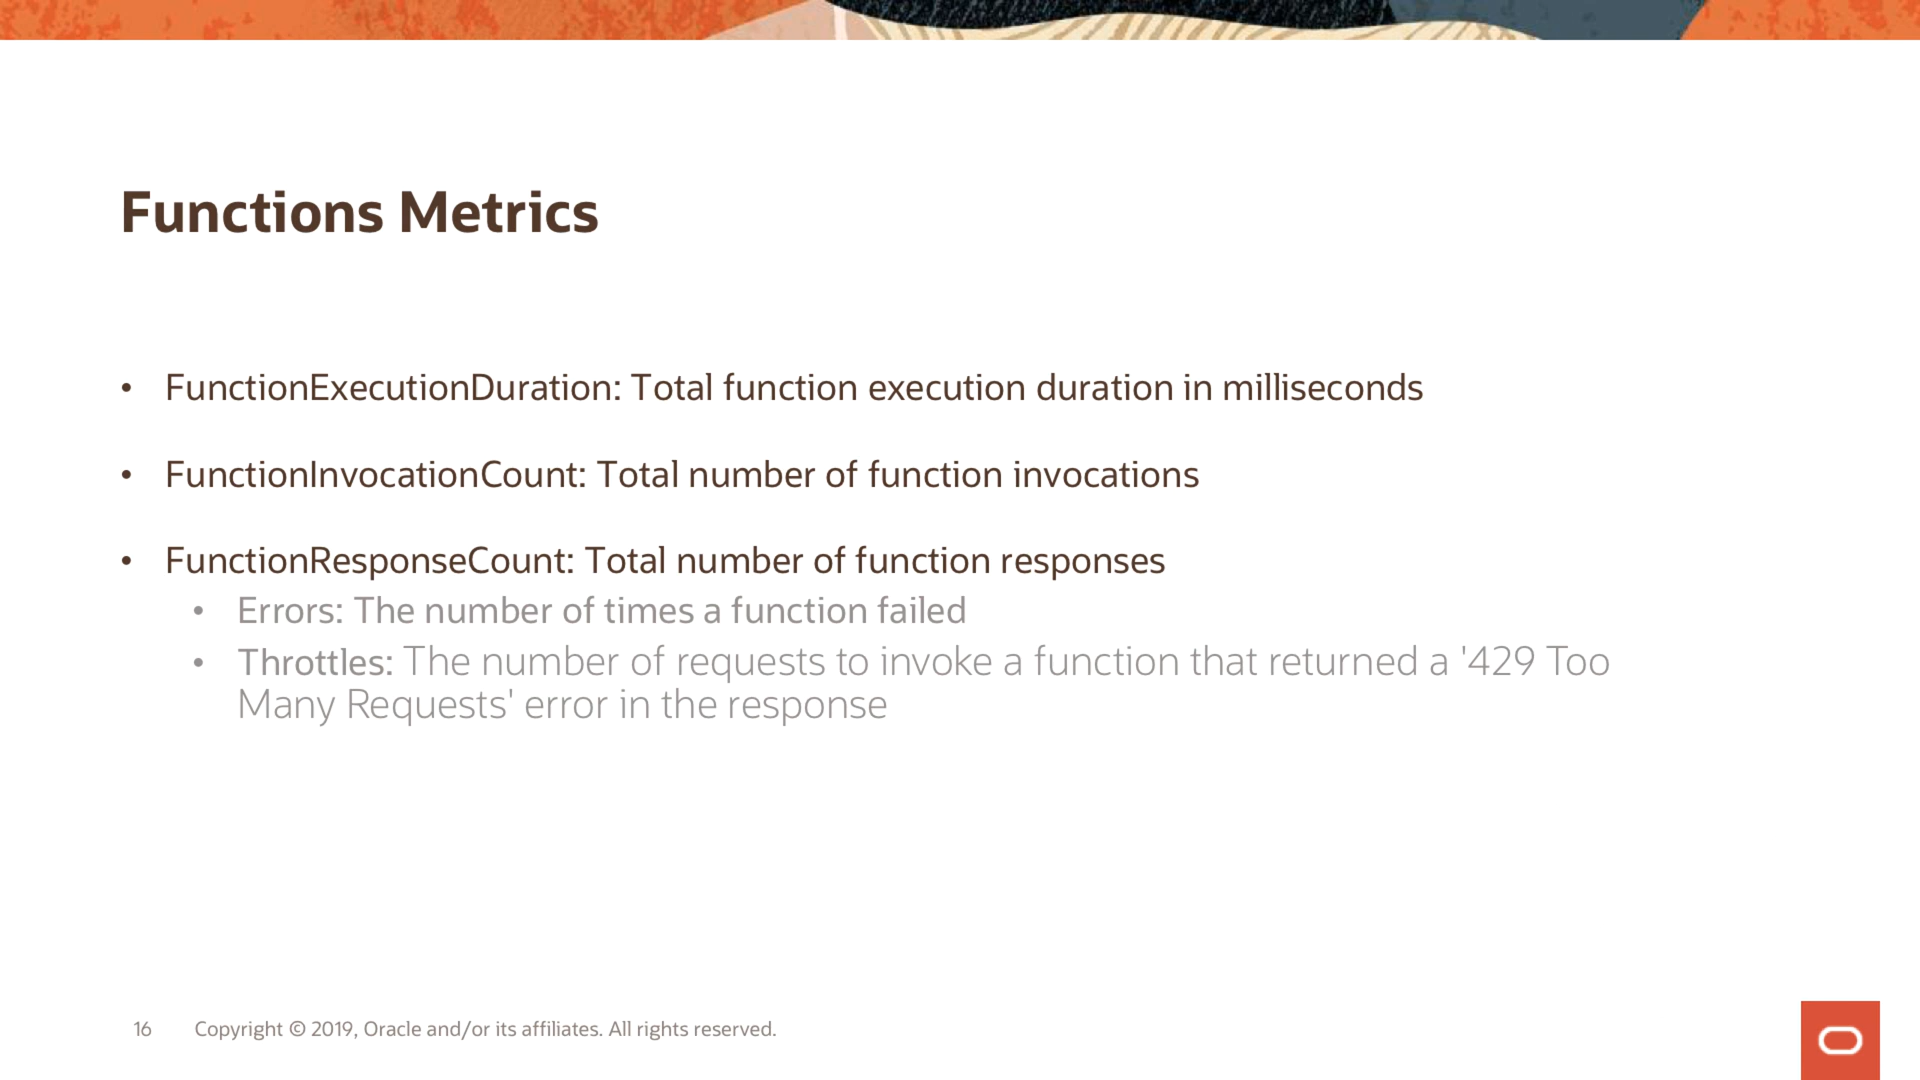 Functions Metrics
• FunctionExecutionDuration: Total function execution duration in milliseconds
• FunctionInvocationCount: Total number of function invocations
• FunctionResponseCount: Total number of function responses
• Errors: The number of times a function failed
• Throttles: The number of requests to invoke a function that returned a '429 Too
Many Requests' error in the response
16 Copyright © 2019, Oracle and/or its affiliates. All rights reserved.